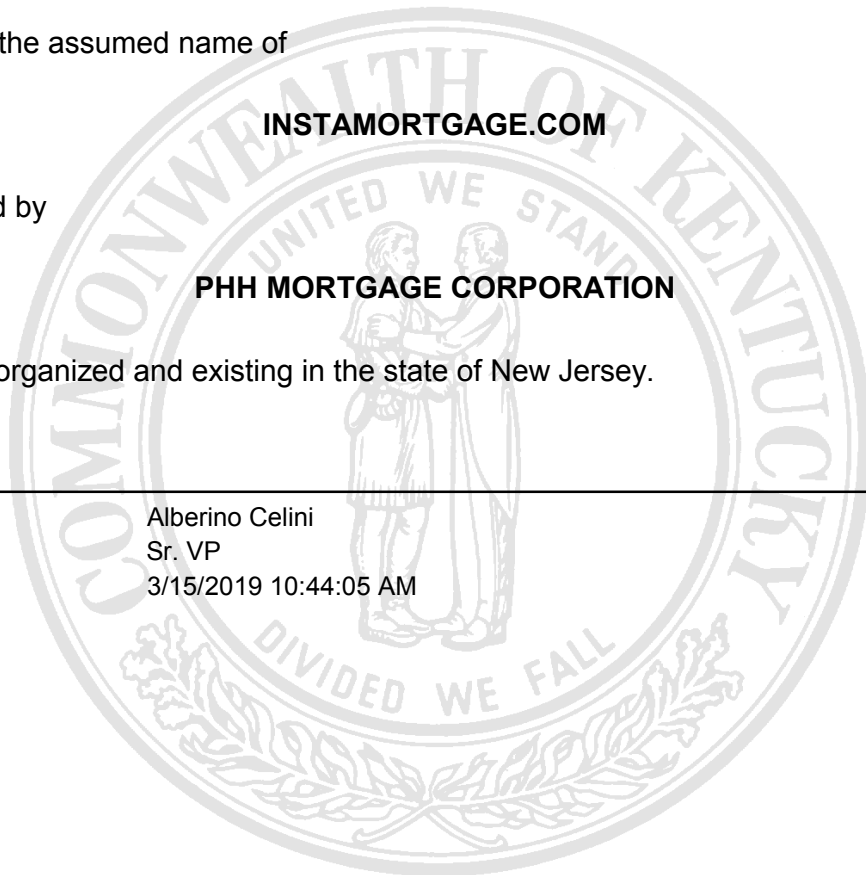 the assumed name of
INSTAMORTGAGE.COM
d by
PHH MORTGAGE CORPORATION
organized and existing in the state of New Jersey.
Alberino Celini
Sr. VP
3/15/2019 10:44:05 AM
COMMONWEALTH OF KENTUCKY
UNITED WE STAND
DIVIDED WE FALL